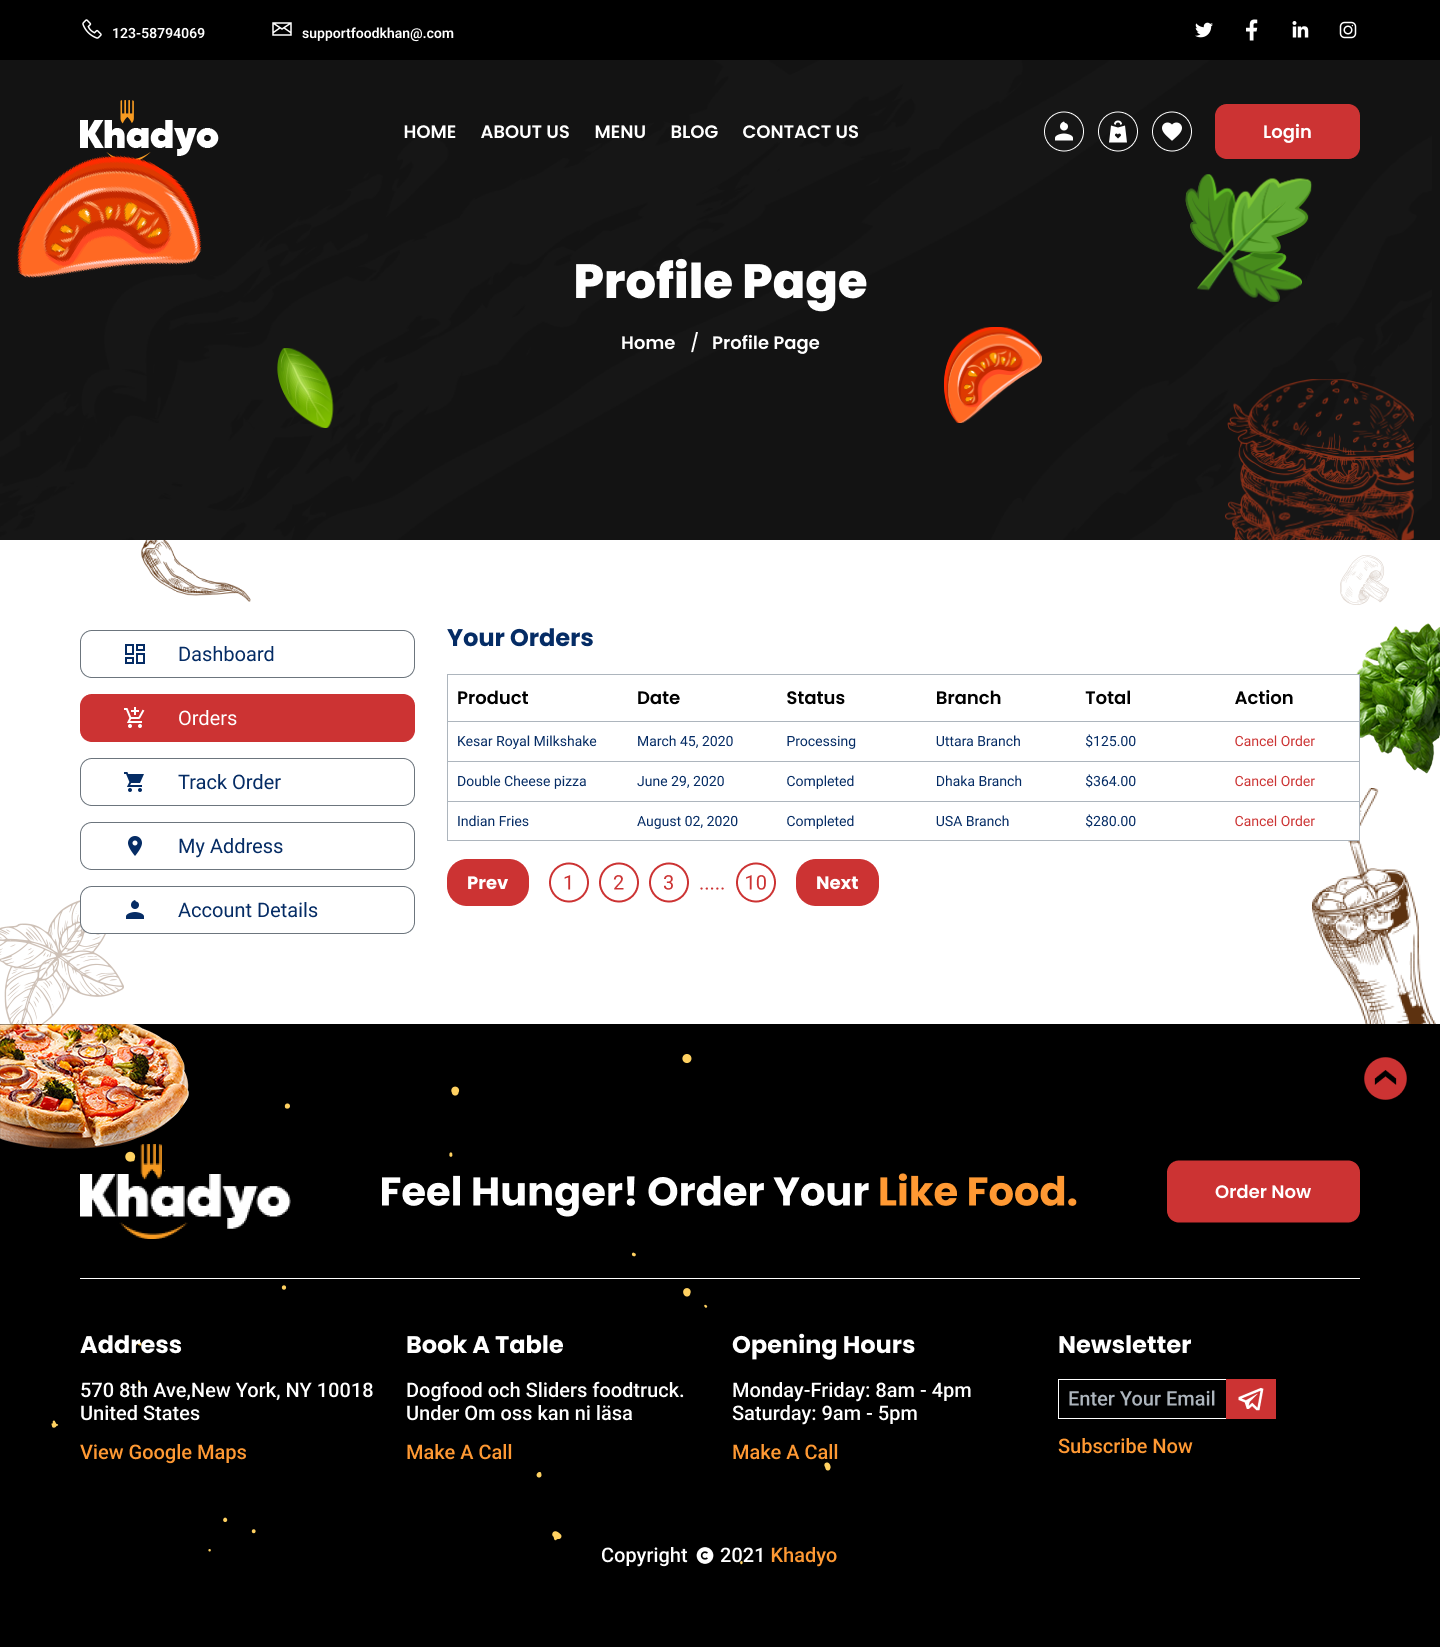 123-58794069
supportfoodkhan@.com
Khadyo
HOME ABOUT US MENU BLOG CONTACT US
Login
Profile Page
Home / Profile Page
Dashboard
Orders
Track Order
My Address
Account Details
Your Orders
Product Date Status Branch Total Action
Kesar Royal Milkshake March 45, 2020 Processing Uttara Branch $125.00 Cancel Order
Double Cheese pizza June 29, 2020 Completed Dhaka Branch $364.00 Cancel Order
Indian Fries August 02, 2020 Completed USA Branch $280.00 Cancel Order
Prev 1 2 3 ..... 10 Next
Khadyo
Feel Hunger! Order Your Like Food.
Order Now
Address
570 8th Ave,New York, NY 10018
United States
View Google Maps
Book A Table
Dogfood och Sliders foodtruck.
Under Om oss kan ni läsa
Make A Call
Opening Hours
Monday-Friday: 8am - 4pm
Saturday: 9am - 5pm
Make A Call
Newsletter
Enter Your Email
Subscribe Now
Copyright © 2021 Khadyo